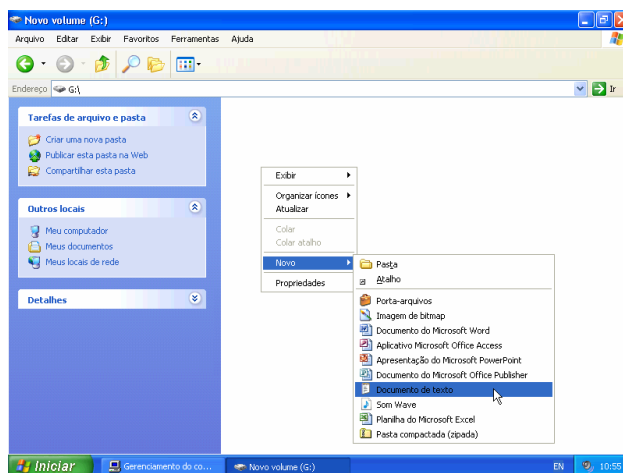 Novo volume (G:)
Arquivo Editar Exibir Favoritos Ferramentas Ajuda
Endereço G:\ Ir
Tarefas de arquivo e pasta
Criar uma nova pasta
Publicar esta pasta na Web
Compartilhar esta pasta
Outros locais
Meu computador
Meus documentos
Meus locais de rede
Detalhes
Exibir
Organizar ícones
Atualizar
Colar
Colar atalho
Novo
Propriedades
Pasta
Atalho
Porta-arquivos
Imagem de bitmap
Documento do Microsoft Word
Aplicativo Microsoft Office Access
Apresentação do Microsoft PowerPoint
Documento do Microsoft Office Publisher
Documento de texto
Som Wave
Planilha do Microsoft Excel
Pasta compactada (zipada)
Iniciar Gerenciamento do co... Novo volume (G:) EN 10:55